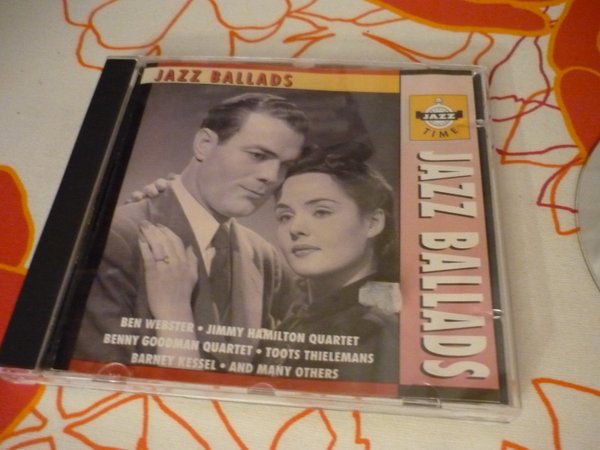 JAZZ BALLADS
JAZZ
TIME
JAZZ BALLADS
BEN WEBSTER • JIMMY HAMILTON QUARTET
BENNY GOODMAN QUARTET • TOOTS THIELEMANS
BARNEY KESSEL • AND MANY OTHERS